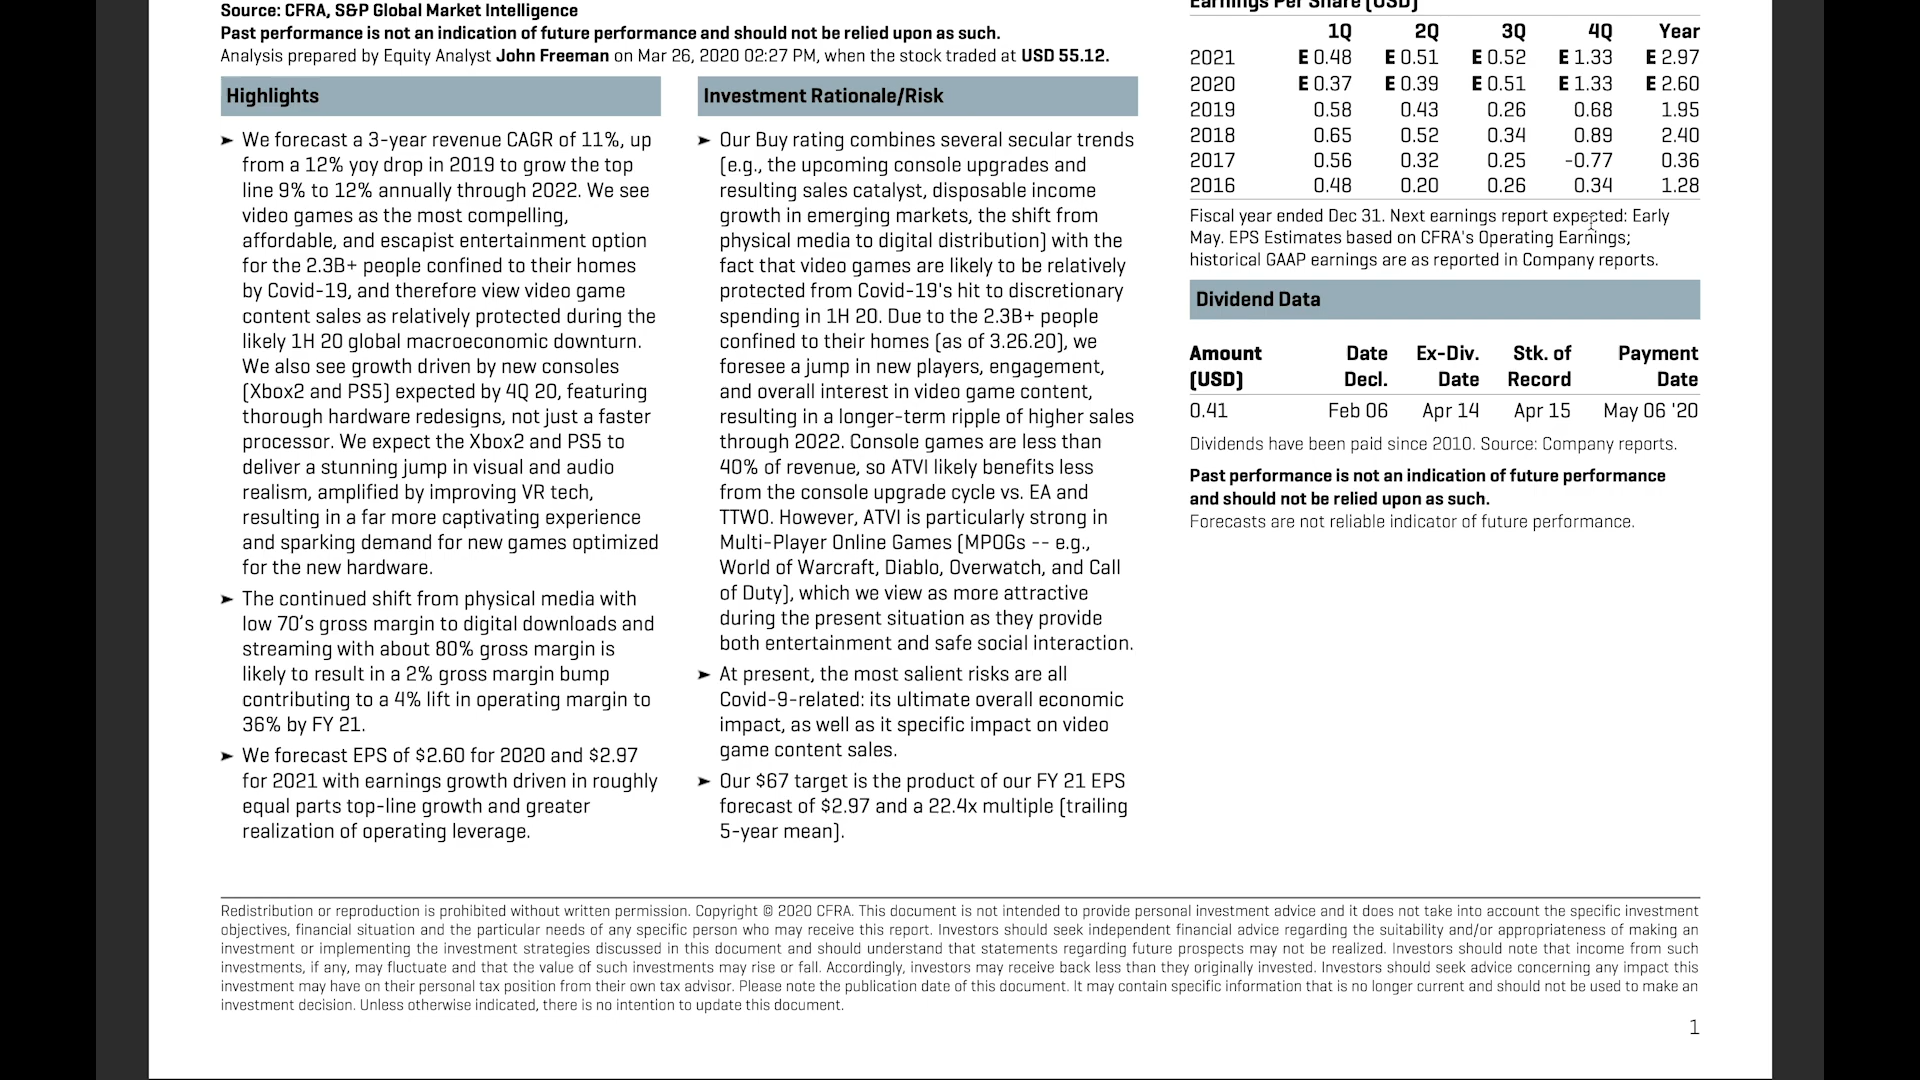 Source: CFRA, S&P Global Market Intelligence
Past performance is not an indication of future performance and should not be relied upon as such.
Analysis prepared by Equity Analyst John Freeman on Mar 26, 2020 02:27 PM, when the stock traded at USD 55.12.
Highlights
➤ We forecast a 3-year revenue CAGR of 11%, up
from a 12% yoy drop in 2019 to grow the top
line 9% to 12% annually through 2022. We see
video games as the most compelling,
affordable, and escapist entertainment option
for the 2.3B+ people confined to their homes
by Covid-19, and therefore view video game
content sales as relatively protected during the
likely 1H 20 global macroeconomic downturn.
We also see growth driven by new consoles
(Xbox2 and PS5) expected by 4Q 20, featuring
thorough hardware redesigns, not just a faster
processor. We expect the Xbox2 and PS5 to
deliver a stunning jump in visual and audio
realism, amplified by improving VR tech,
resulting in a far more captivating experience
and sparking demand for new games optimized
for the new hardware.
➤ The continued shift from physical media with
low 70's gross margin to digital downloads and
streaming with about 80% gross margin is
likely to result in a 2% gross margin bump
contributing to a 4% lift in operating margin to
36% by FY 21.
➤ We forecast EPS of $2.60 for 2020 and $2.97
for 2021 with earnings growth driven in roughly
equal parts top-line growth and greater
realization of operating leverage.
Investment Rationale/Risk
➤ Our Buy rating combines several secular trends
(e.g., the upcoming console upgrades and
resulting sales catalyst, disposable income
growth in emerging markets, the shift from
physical media to digital distribution) with the
fact that video games are likely to be relatively
protected from Covid-19's hit to discretionary
spending in 1H 20. Due to the 2.3B+ people
confined to their homes (as of 3.26.20), we
foresee a jump in new players, engagement,
and overall interest in video game content,
resulting in a longer-term ripple of higher sales
through 2022. Console games are less than
40% of revenue, so ATVI likely benefits less
from the console upgrade cycle vs. EA and
TTWO. However, ATVI is particularly strong in
Multi-Player Online Games (MPOGs -- e.g.,
World of Warcraft, Diablo, Overwatch, and Call
of Duty), which we view as more attractive
during the present situation as they provide
both entertainment and safe social interaction.
➤ At present, the most salient risks are all
Covid-9-related: its ultimate overall economic
impact, as well as it specific impact on video
game content sales.
➤ Our $67 target is the product of our FY 21 EPS
forecast of $2.97 and a 22.4x multiple (trailing
5-year mean).
Earnings Per Share (USD)
1Q 2Q 3Q 4Q Year
2021 E 0.48 E 0.51 E 0.52 E 1.33 E 2.97
2020 E 0.37 E 0.39 E 0.51 E 1.33 E 2.60
2019 0.58 0.43 0.26 0.68 1.95
2018 0.65 0.52 0.34 0.89 2.40
2017 0.56 0.32 0.25 -0.77 0.36
2016 0.48 0.20 0.26 0.34 1.28
Fiscal year ended Dec 31. Next earnings report expected: Early
May. EPS Estimates based on CFRA's Operating Earnings;
historical GAAP earnings are as reported in Company reports.
Dividend Data
Amount Date Ex-Div. Stk. of Payment
(USD) Decl. Date Record Date
0.41 Feb 06 Apr 14 Apr 15 May 06 '20
Dividends have been paid since 2010. Source: Company reports.
Past performance is not an indication of future performance
and should not be relied upon as such.
Forecasts are not reliable indicator of future performance.
Redistribution or reproduction is prohibited without written permission. Copyright © 2020 CFRA. This document is not intended to provide personal investment advice and it does not take into account the specific investment
objectives, financial situation and the particular needs of any specific person who may receive this report. Investors should seek independent financial advice regarding the suitability and/or appropriateness of making an
investment or implementing the investment strategies discussed in this document and should understand that statements regarding future prospects may not be realized. Investors should note that income from such
investments, if any, may fluctuate and that the value of such investments may rise or fall. Accordingly, investors may receive back less than they originally invested. Investors should seek advice concerning any impact this
investment may have on their personal tax position from their own tax advisor. Please note the publication date of this document. It may contain specific information that is no longer current and should not be used to make an
investment decision. Unless otherwise indicated, there is no intention to update this document.
1